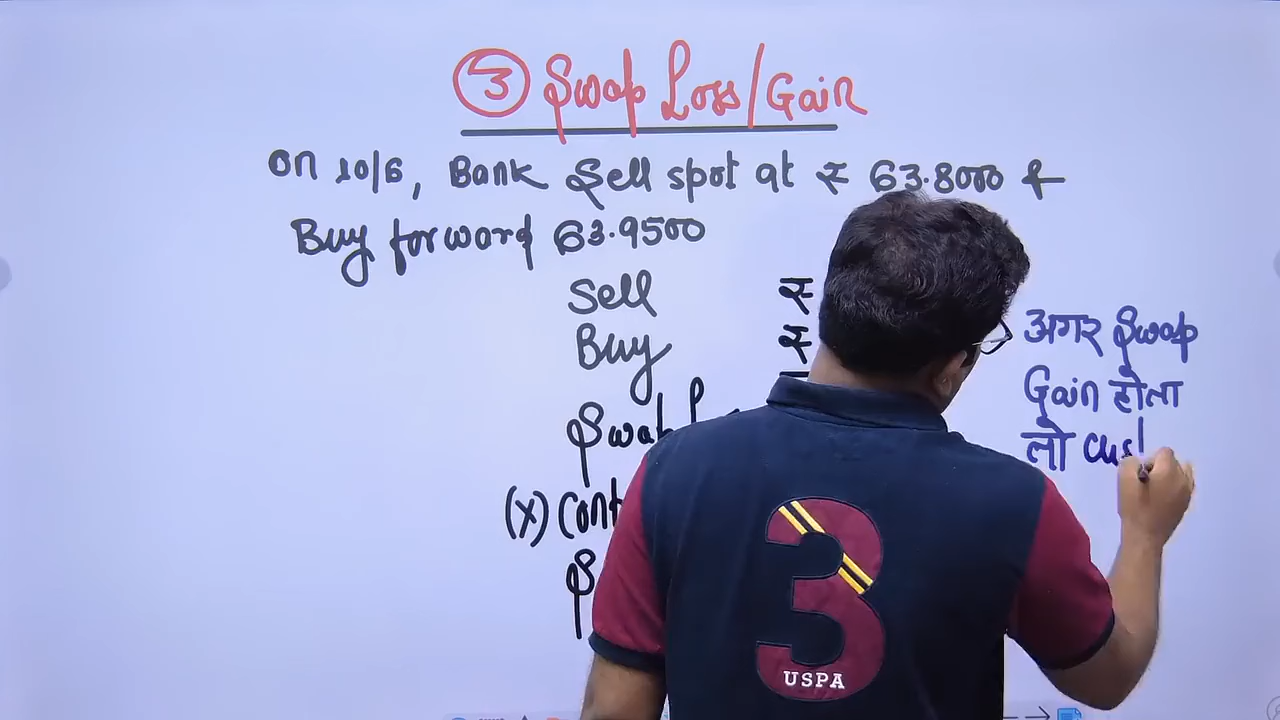 ③ Swap Loss/Gain
On 10/6, Bank Sell spot at ₹ 63.8000 &
Buy forward 63.9500
Sell ₹
Buy ₹
Swap
(x) Cont
अगर Swap
Gain होता
तो cus
3
USPA